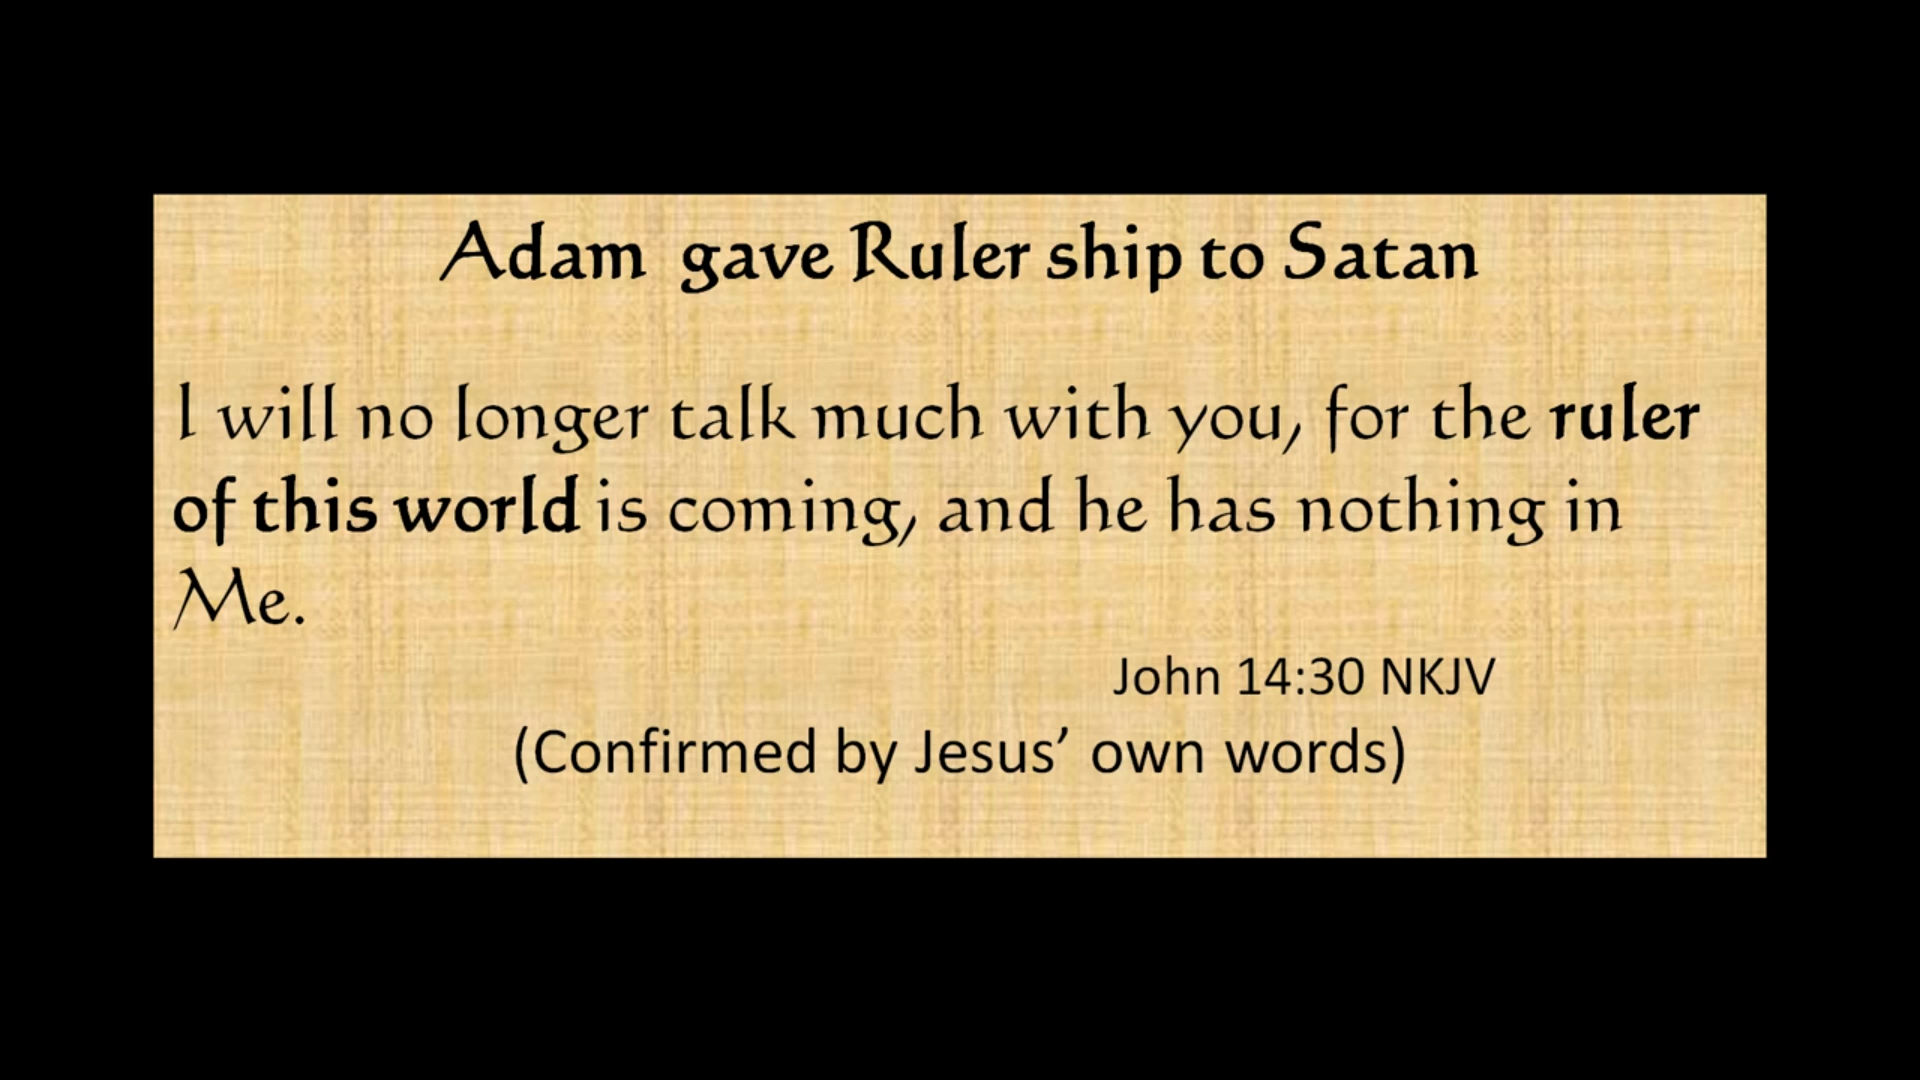 Adam gave Ruler ship to Satan
I will no longer talk much with you, for the ruler
of this world is coming, and he has nothing in
Me.
John 14:30 NKJV
(Confirmed by Jesus’ own words)